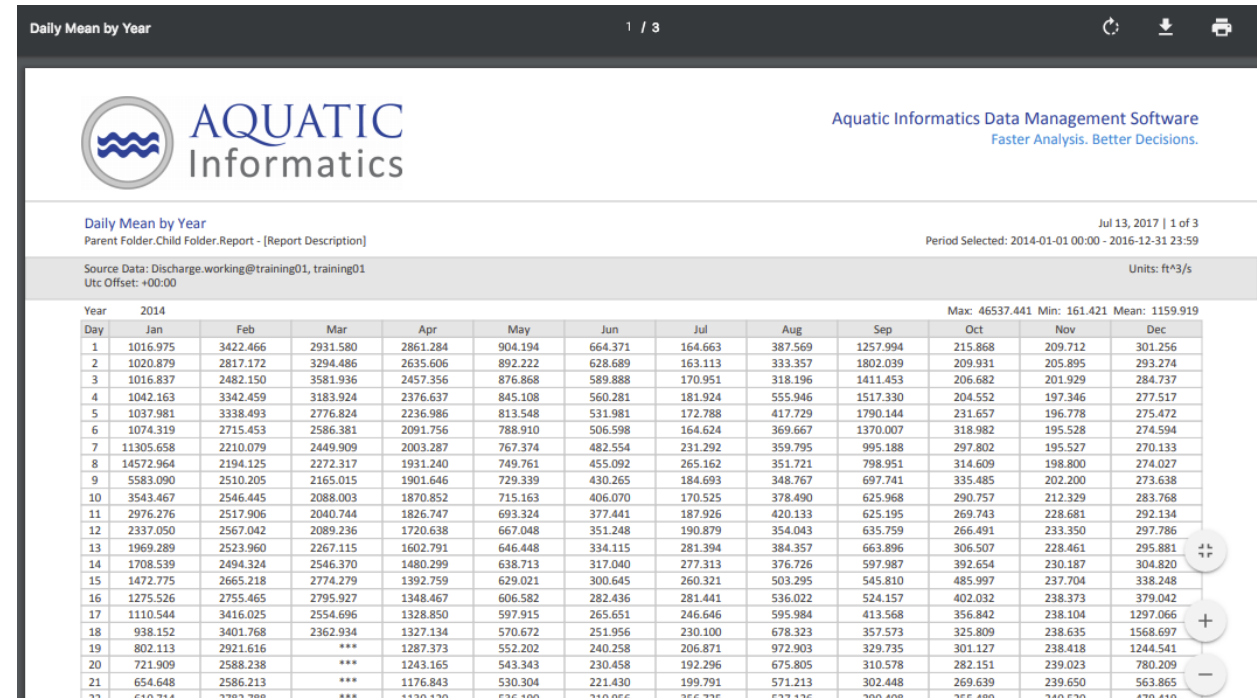 Daily Mean by Year 1 / 3
AQUATIC
Informatics
Aquatic Informatics Data Management Software
Faster Analysis. Better Decisions.
Daily Mean by Year
Jul 13, 2017 | 1 of 3
Parent Folder.Child Folder.Report - [Report Description]
Period Selected: 2014-01-01 00:00 - 2016-12-31 23:59
Source Data: Discharge.working@training01, training01
Units: ft^3/s
Utc Offset: +00:00
Year 2014 Max: 46537.441 Min: 161.421 Mean: 1159.919
Day Jan Feb Mar Apr May Jun Jul Aug Sep Oct Nov Dec
1 1016.975 3422.466 2931.580 2861.284 904.194 664.371 164.663 387.569 1257.994 215.868 209.712 301.256
2 1020.879 2817.172 3294.486 2635.606 892.222 628.689 163.113 333.357 1802.039 209.931 205.895 293.274
3 1016.837 2482.150 3581.936 2457.356 876.868 589.888 170.951 318.196 1411.453 206.682 201.929 284.737
4 1042.163 3342.459 3183.924 2376.637 845.108 560.281 181.924 555.946 1517.330 204.552 197.346 277.517
5 1037.981 3338.493 2776.824 2236.986 813.548 531.981 172.788 417.729 1790.144 231.657 196.778 275.472
6 1074.319 2715.453 2586.381 2091.756 788.910 506.598 164.624 369.667 1370.007 318.982 195.528 274.594
7 11305.658 2210.079 2449.909 2003.287 767.374 482.554 231.292 359.795 995.188 297.802 195.527 270.133
8 14572.964 2194.125 2272.317 1931.240 749.761 455.092 265.162 351.721 798.951 314.609 198.800 274.027
9 5583.090 2510.205 2165.015 1901.646 729.339 430.265 184.693 348.767 697.741 335.485 202.200 273.638
10 3543.467 2546.445 2088.003 1870.852 715.163 406.070 170.525 378.490 625.968 290.757 212.329 283.768
11 2976.276 2517.906 2040.744 1826.747 693.324 377.441 187.926 420.133 625.195 269.743 228.681 292.134
12 2337.050 2567.042 2089.236 1720.638 667.048 351.248 190.879 354.043 635.759 266.491 233.350 297.786
13 1969.289 2523.960 2267.115 1602.791 646.448 334.115 281.394 384.357 663.896 306.507 228.461 295.881
14 1708.539 2494.324 2546.370 1480.299 638.713 317.040 277.313 376.726 597.987 392.654 230.187 304.820
15 1472.775 2665.218 2774.279 1392.759 629.021 300.645 260.321 503.295 545.810 485.997 237.704 338.248
16 1275.526 2755.465 2795.927 1348.467 606.582 282.436 281.441 536.022 524.157 402.032 238.373 379.042
17 1110.544 3416.025 2554.696 1328.850 597.915 265.651 246.646 595.984 413.568 356.842 238.104 1297.066
18 938.152 3401.768 2362.934 1327.134 570.672 251.956 230.100 678.323 357.573 325.809 238.635 1568.697
19 802.113 2921.616 *** 1287.373 552.202 240.258 206.871 972.903 329.735 301.127 238.418 1244.541
20 721.909 2588.238 *** 1243.165 543.343 230.458 192.296 675.805 310.578 282.151 239.023 780.209
21 654.648 2586.213 *** 1176.843 530.304 221.430 199.791 571.213 302.448 269.639 239.650 563.865